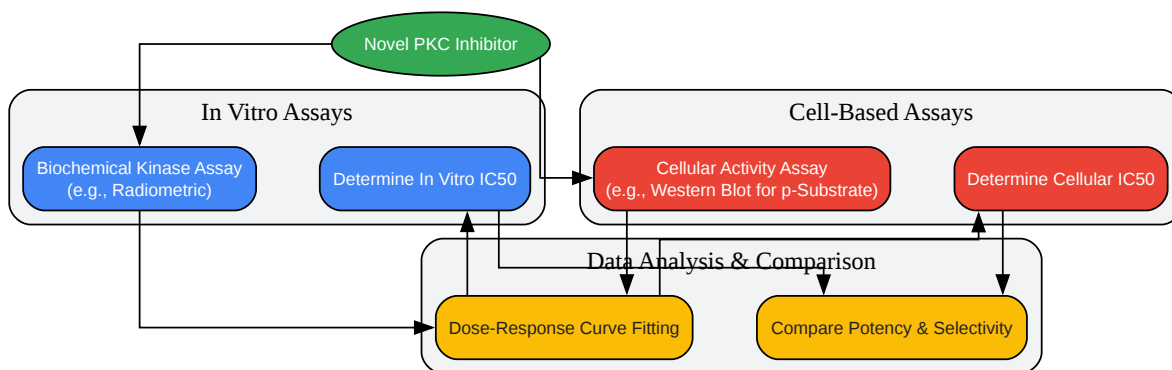 Novel PKC Inhibitor
In Vitro Assays
Cell-Based Assays
Biochemical Kinase Assay
(e.g., Radiometric)
Determine In Vitro IC50
Cellular Activity Assay
(e.g., Western Blot for p-Substrate)
Determine Cellular IC50
Data Analysis & Comparison
Dose-Response Curve Fitting
Compare Potency & Selectivity